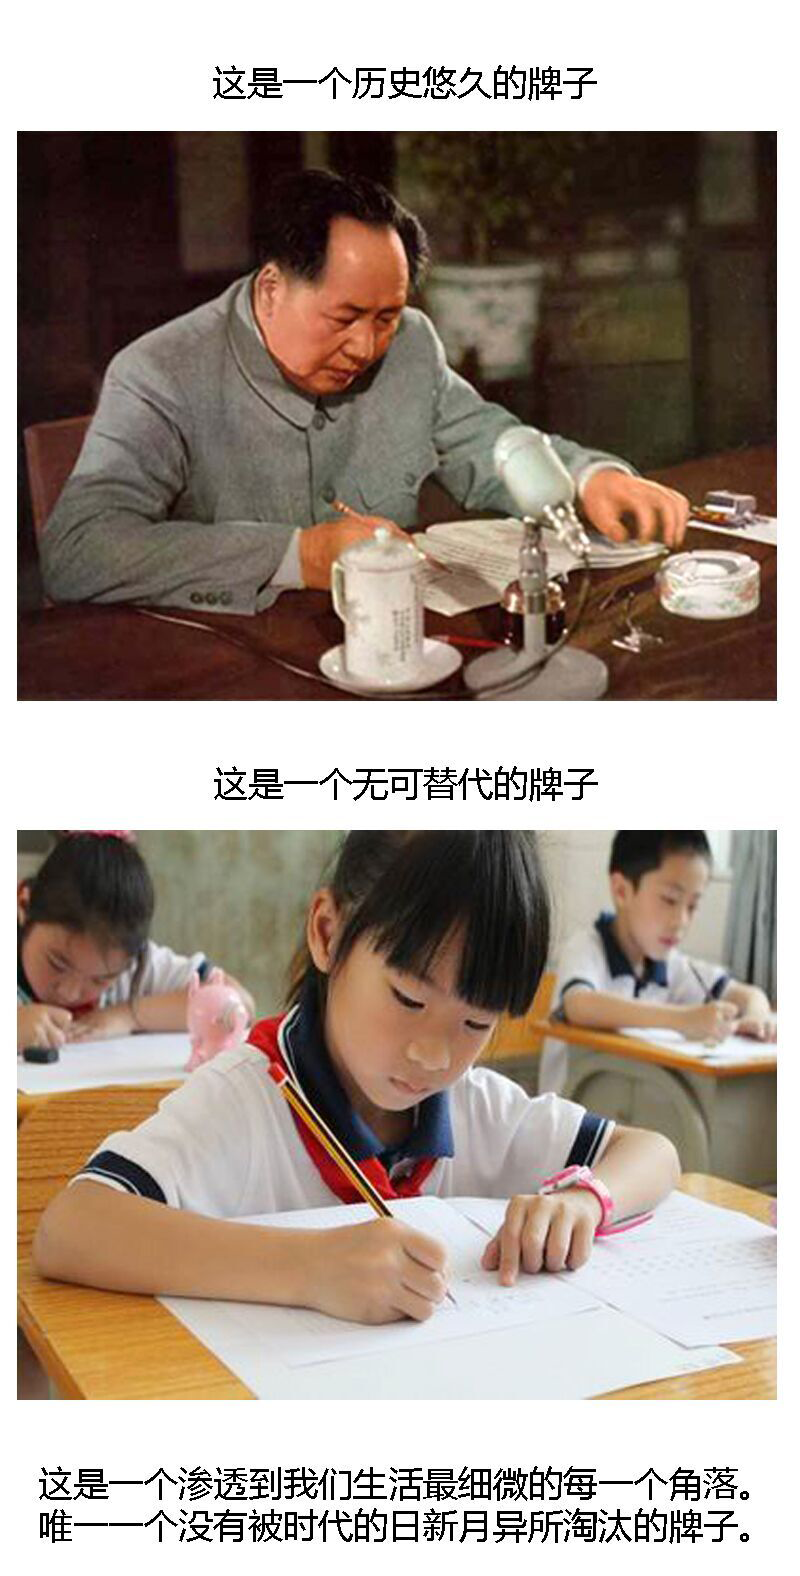 这是一个历史悠久的牌子
这是一个无可替代的牌子
这是一个渗透到我们生活最细微的每一个角落。
唯一一个没有被时代的日新月异所淘汰的牌子。